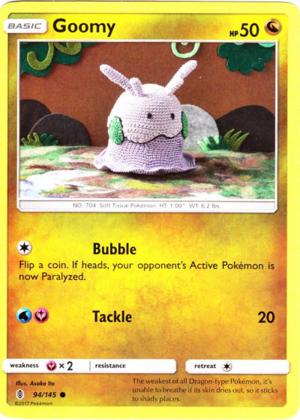 BASIC Goomy HP 50
NO. 704 Soft Tissue Pokémon HT: 1'00" WT: 6.2 lbs.
Bubble
Flip a coin. If heads, your opponent's Active Pokémon is
now Paralyzed.
Tackle 20
weakness ×2 resistance retreat
Illus. Asako Ito
94/145
©2017 Pokémon
The weakest of all Dragon-type Pokémon, it's
unable to breathe if its skin dries out, so it sticks
to shady places.